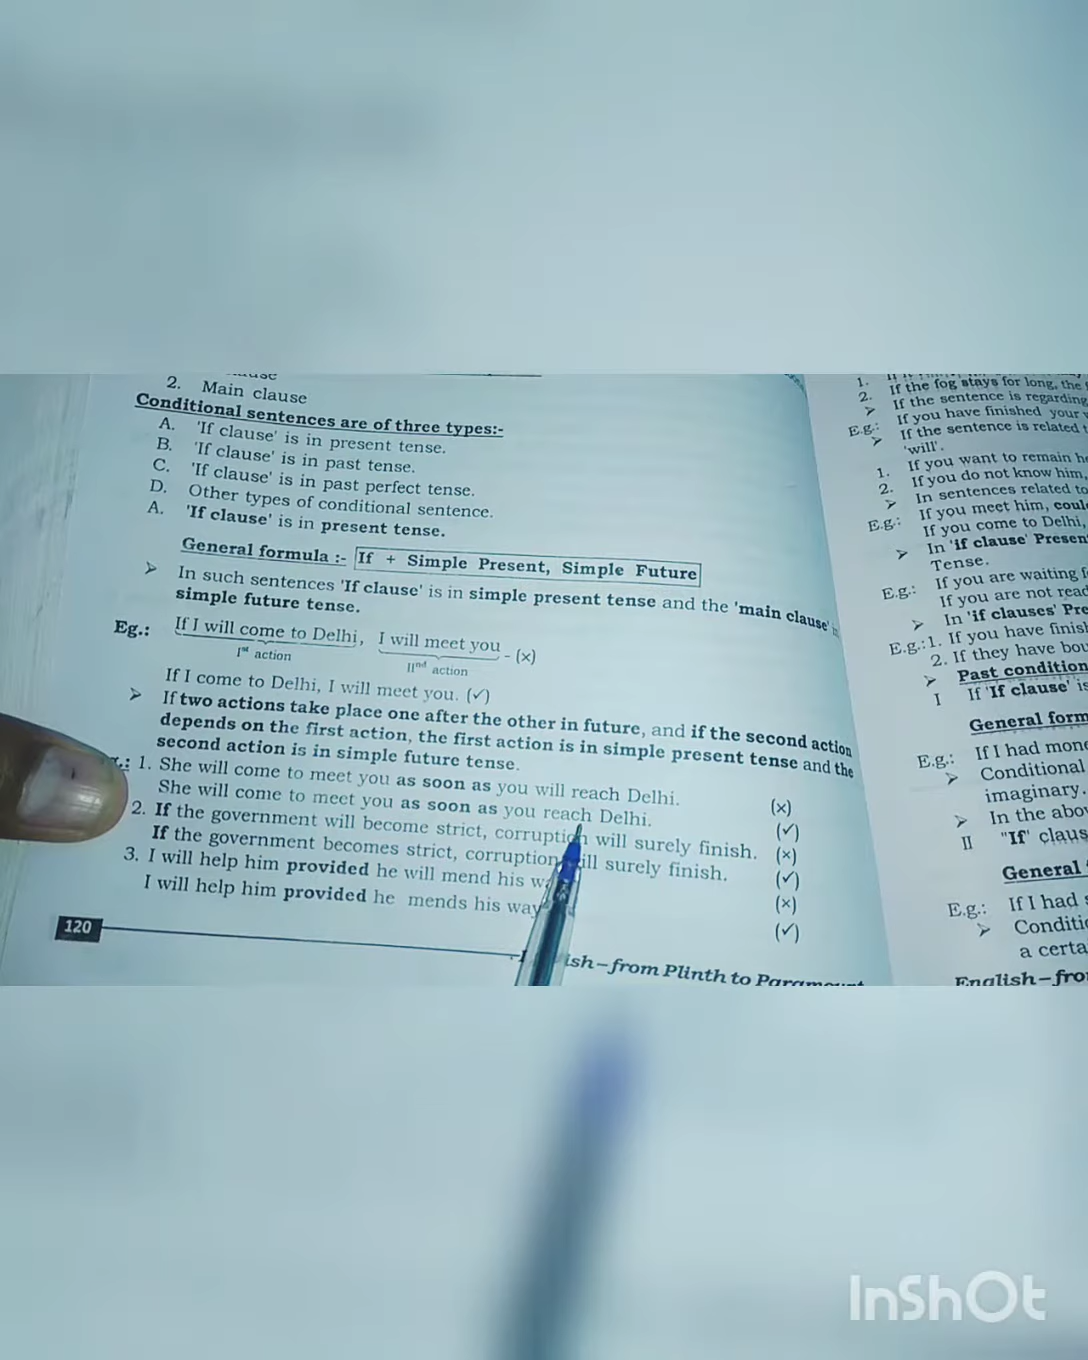 2. Main clause
Conditional sentences are of three types:-
A. 'If clause' is in present tense.
B. 'If clause' is in past tense.
C. 'If clause' is in past perfect tense.
D. Other types of conditional sentence.
A. 'If clause' is in present tense.
General formula :- If + Simple Present, Simple Future
➢ In such sentences 'If clause' is in simple present tense and the 'main clause'
simple future tense.
Eg.: If I will come to Delhi, I will meet you - (×)
Ist action IInd action
If I come to Delhi, I will meet you. (✓)
➢ If two actions take place one after the other in future, and if the second action
depends on the first action, the first action is in simple present tense and the
second action is in simple future tense.
1. She will come to meet you as soon as you will reach Delhi. (×)
She will come to meet you as soon as you reach Delhi. (✓)
2. If the government will become strict, corruption will surely finish. (×)
If the government becomes strict, corruption will surely finish. (✓)
3. I will help him provided he will mend his (×)
I will help him provided he mends his way (✓)
120
from Plinth to Paramount
1.
2. If the fog stays for long, the
➢ If the sentence is regarding
E.g.: If you have finished your
➢ If the sentence is related
'will'.
1. If you want to remain
2. If you do not know him,
➢ In sentences related to
E.g.: If you meet him,
If you come to Delhi,
➢ In 'if clause'
Tense.
E.g.: If you are waiting
If you are not
➢ In 'if clauses'
E.g.:1. If you have
2. If they have
➢ Past
I If 'If clause' is
General
E.g.: If I had
➢ Conditional
imaginary.
➢ In the
II "If"
General
E.g.: If I had
➢
a
English
InShOt